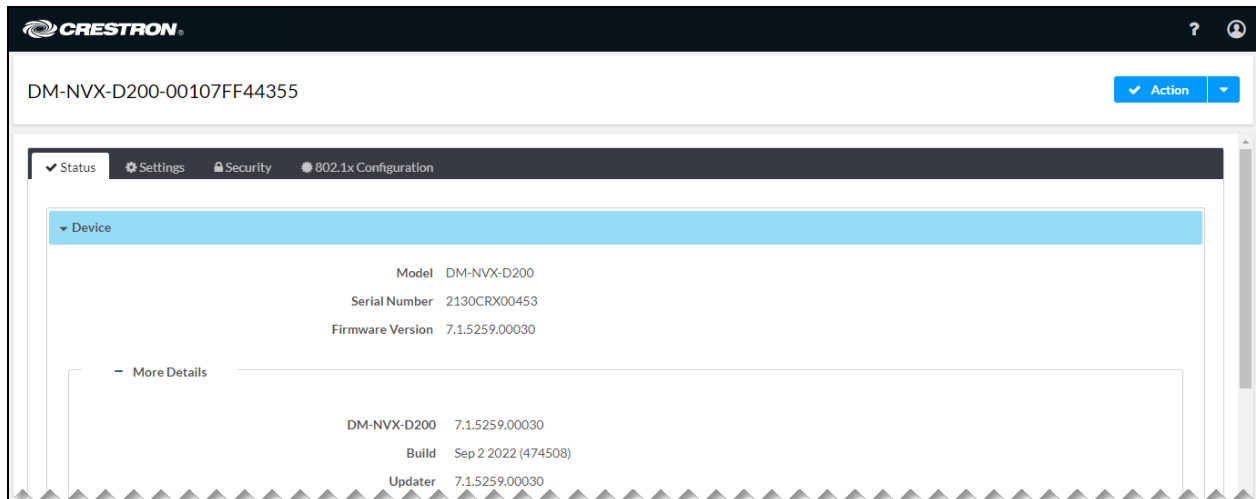 CRESTRON®
?
DM-NVX-D200-00107FF44355
Action
Status Settings Security 802.1x Configuration
Device
Model DM-NVX-D200
Serial Number 2130CRX00453
Firmware Version 7.1.5259.00030
− More Details
DM-NVX-D200 7.1.5259.00030
Build Sep 2 2022 (474508)
Updater 7.1.5259.00030